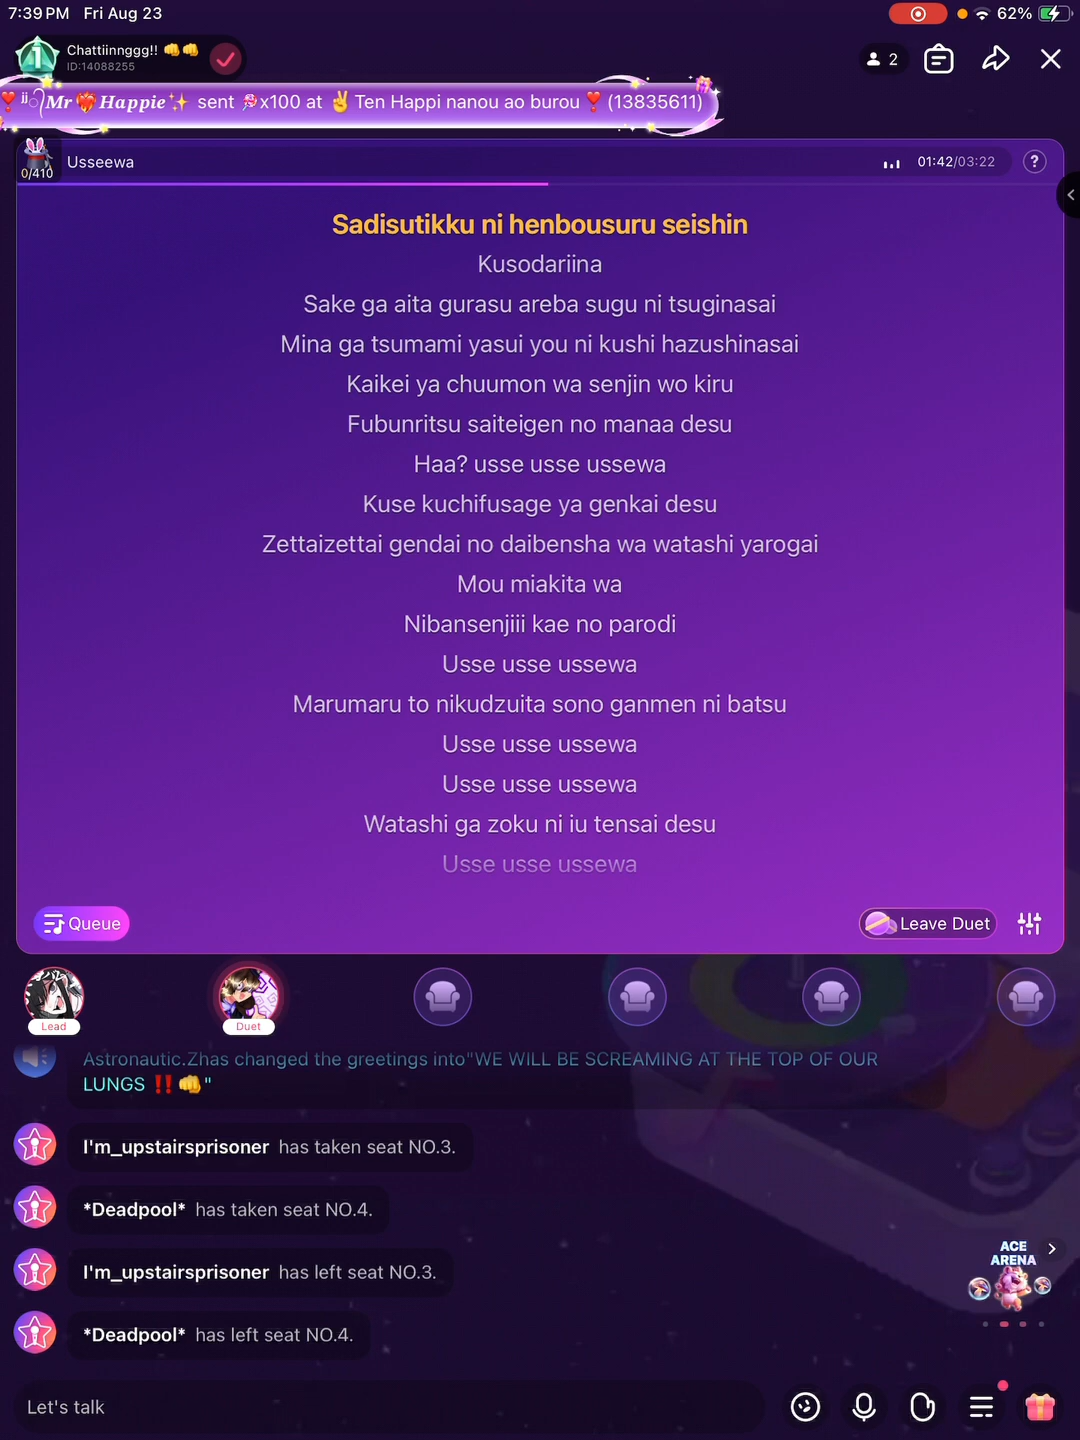 7:39 PM Fri Aug 23
62%
Chattiinnggg!! 👊👊
ID:14088255
2
Mr ❤️‍🔥 Happie ✨ sent x100 at ✌️ Ten Happi nanou ao burou ❣️ (13835611)
0/410
Usseewa
01:42/03:22
?
Sadisutikku ni henbousuru seishin
Kusodariina
Sake ga aita gurasu areba sugu ni tsuginasai
Mina ga tsumami yasui you ni kushi hazushinasai
Kaikei ya chuumon wa senjin wo kiru
Fubunritsu saiteigen no manaa desu
Haa? usse usse ussewa
Kuse kuchifusage ya genkai desu
Zettaizettai gendai no daibensha wa watashi yarogai
Mou miakita wa
Nibansenjiii kae no parodi
Usse usse ussewa
Marumaru to nikudzuita sono ganmen ni batsu
Usse usse ussewa
Usse usse ussewa
Watashi ga zoku ni iu tensai desu
Usse usse ussewa
Queue
Leave Duet
Lead
Duet
Astronautic.Zhas changed the greetings into"WE WILL BE SCREAMING AT THE TOP OF OUR
LUNGS ‼️👊"
I'm_upstairsprisoner has taken seat NO.3.
*Deadpool* has taken seat NO.4.
I'm_upstairsprisoner has left seat NO.3.
*Deadpool* has left seat NO.4.
ACE
ARENA
Let's talk